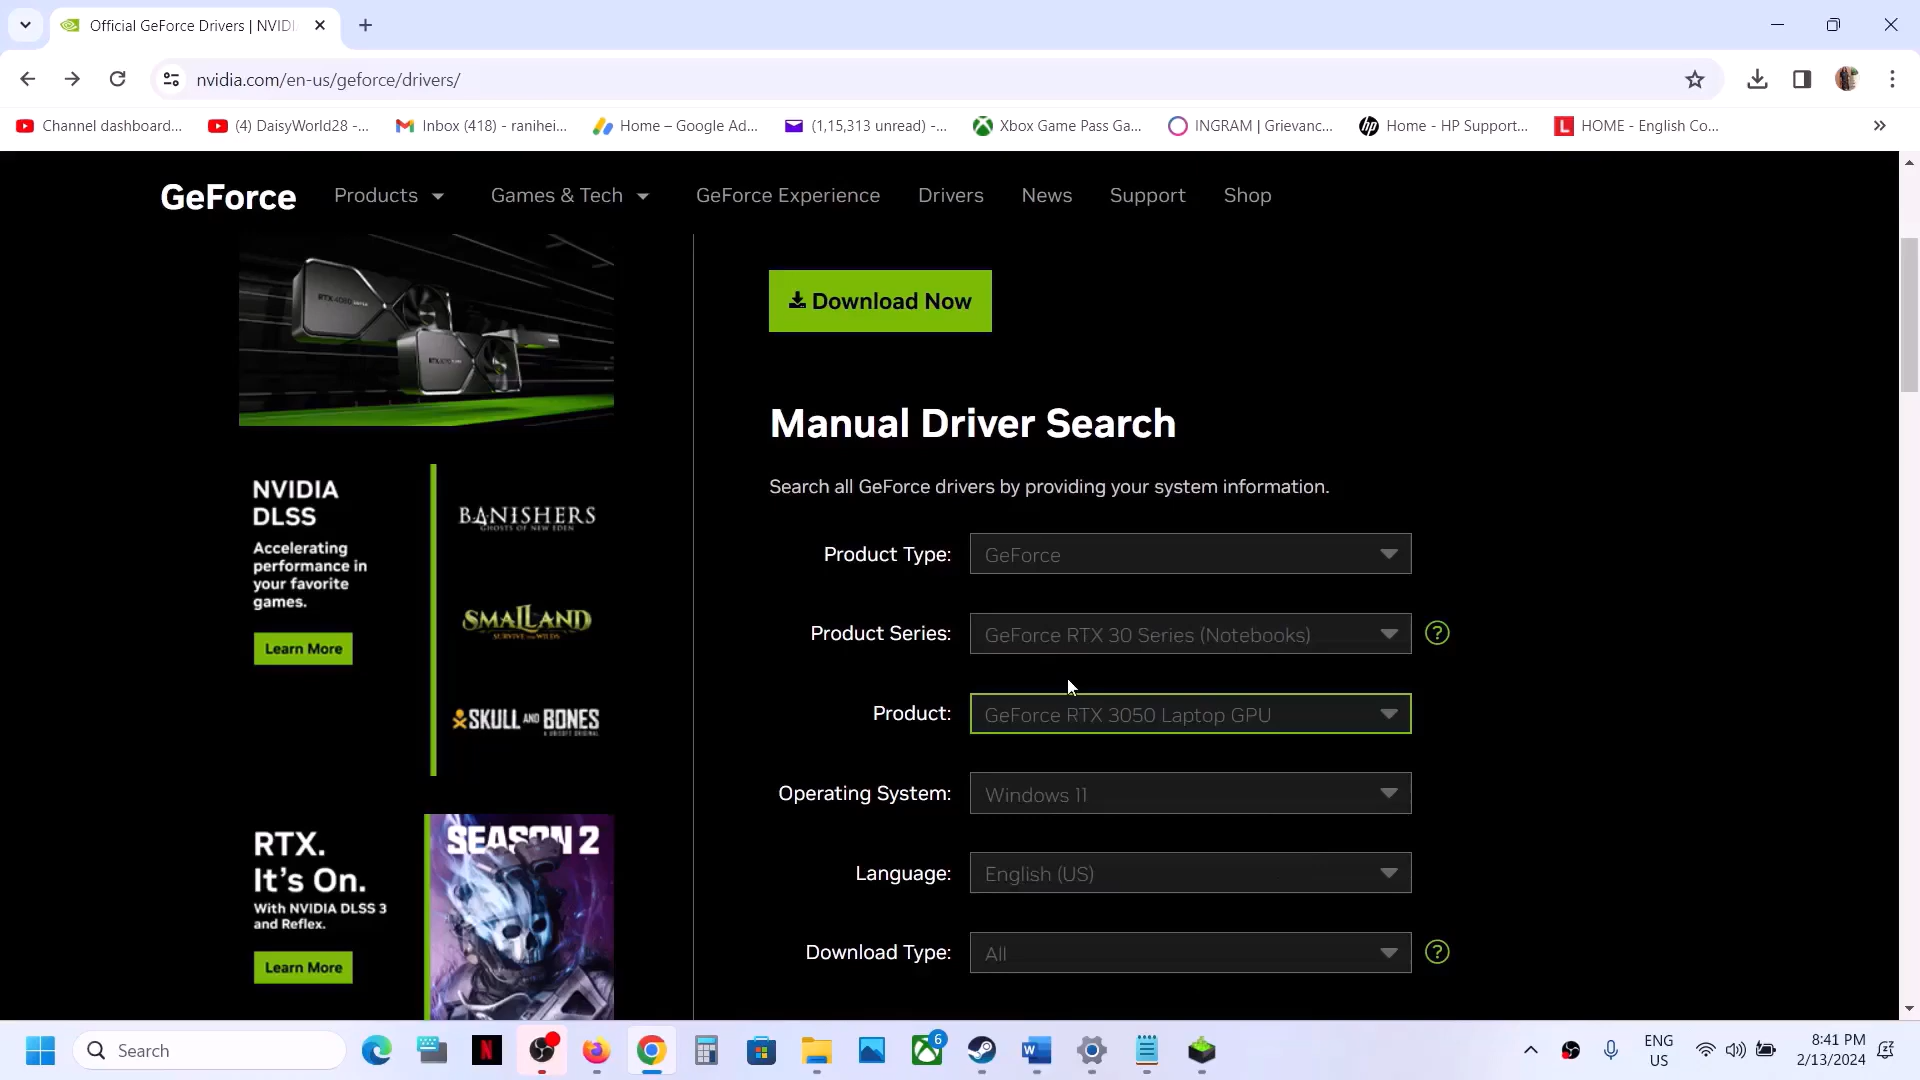 Official GeForce Drivers | NVIDI
nvidia.com/en-us/geforce/drivers/
Channel dashboard...
(4) DaisyWorld28 -...
Inbox (418) - ranihei...
Home – Google Ad...
(1,15,313 unread) -...
Xbox Game Pass Ga...
INGRAM | Grievanc...
Home - HP Support...
HOME - English Co...
GeForce
Products
Games & Tech
GeForce Experience
Drivers
News
Support
Shop
Download Now
Manual Driver Search
Search all GeForce drivers by providing your system information.
Product Type:
GeForce
Product Series:
GeForce RTX 30 Series (Notebooks)
?
Product:
GeForce RTX 3050 Laptop GPU
Operating System:
Windows 11
Language:
English (US)
Download Type:
All
?
NVIDIA
DLSS
Accelerating
performance in
your favorite
games.
Learn More
BANISHERS
GHOSTS OF NEW EDEN
SMALLAND
SURVIVE THE WILDS
SKULL AND BONES
RTX.
It's On.
With NVIDIA DLSS 3
and Reflex.
Learn More
SEASON 2
Search
6
ENG
US
8:41 PM
2/13/2024